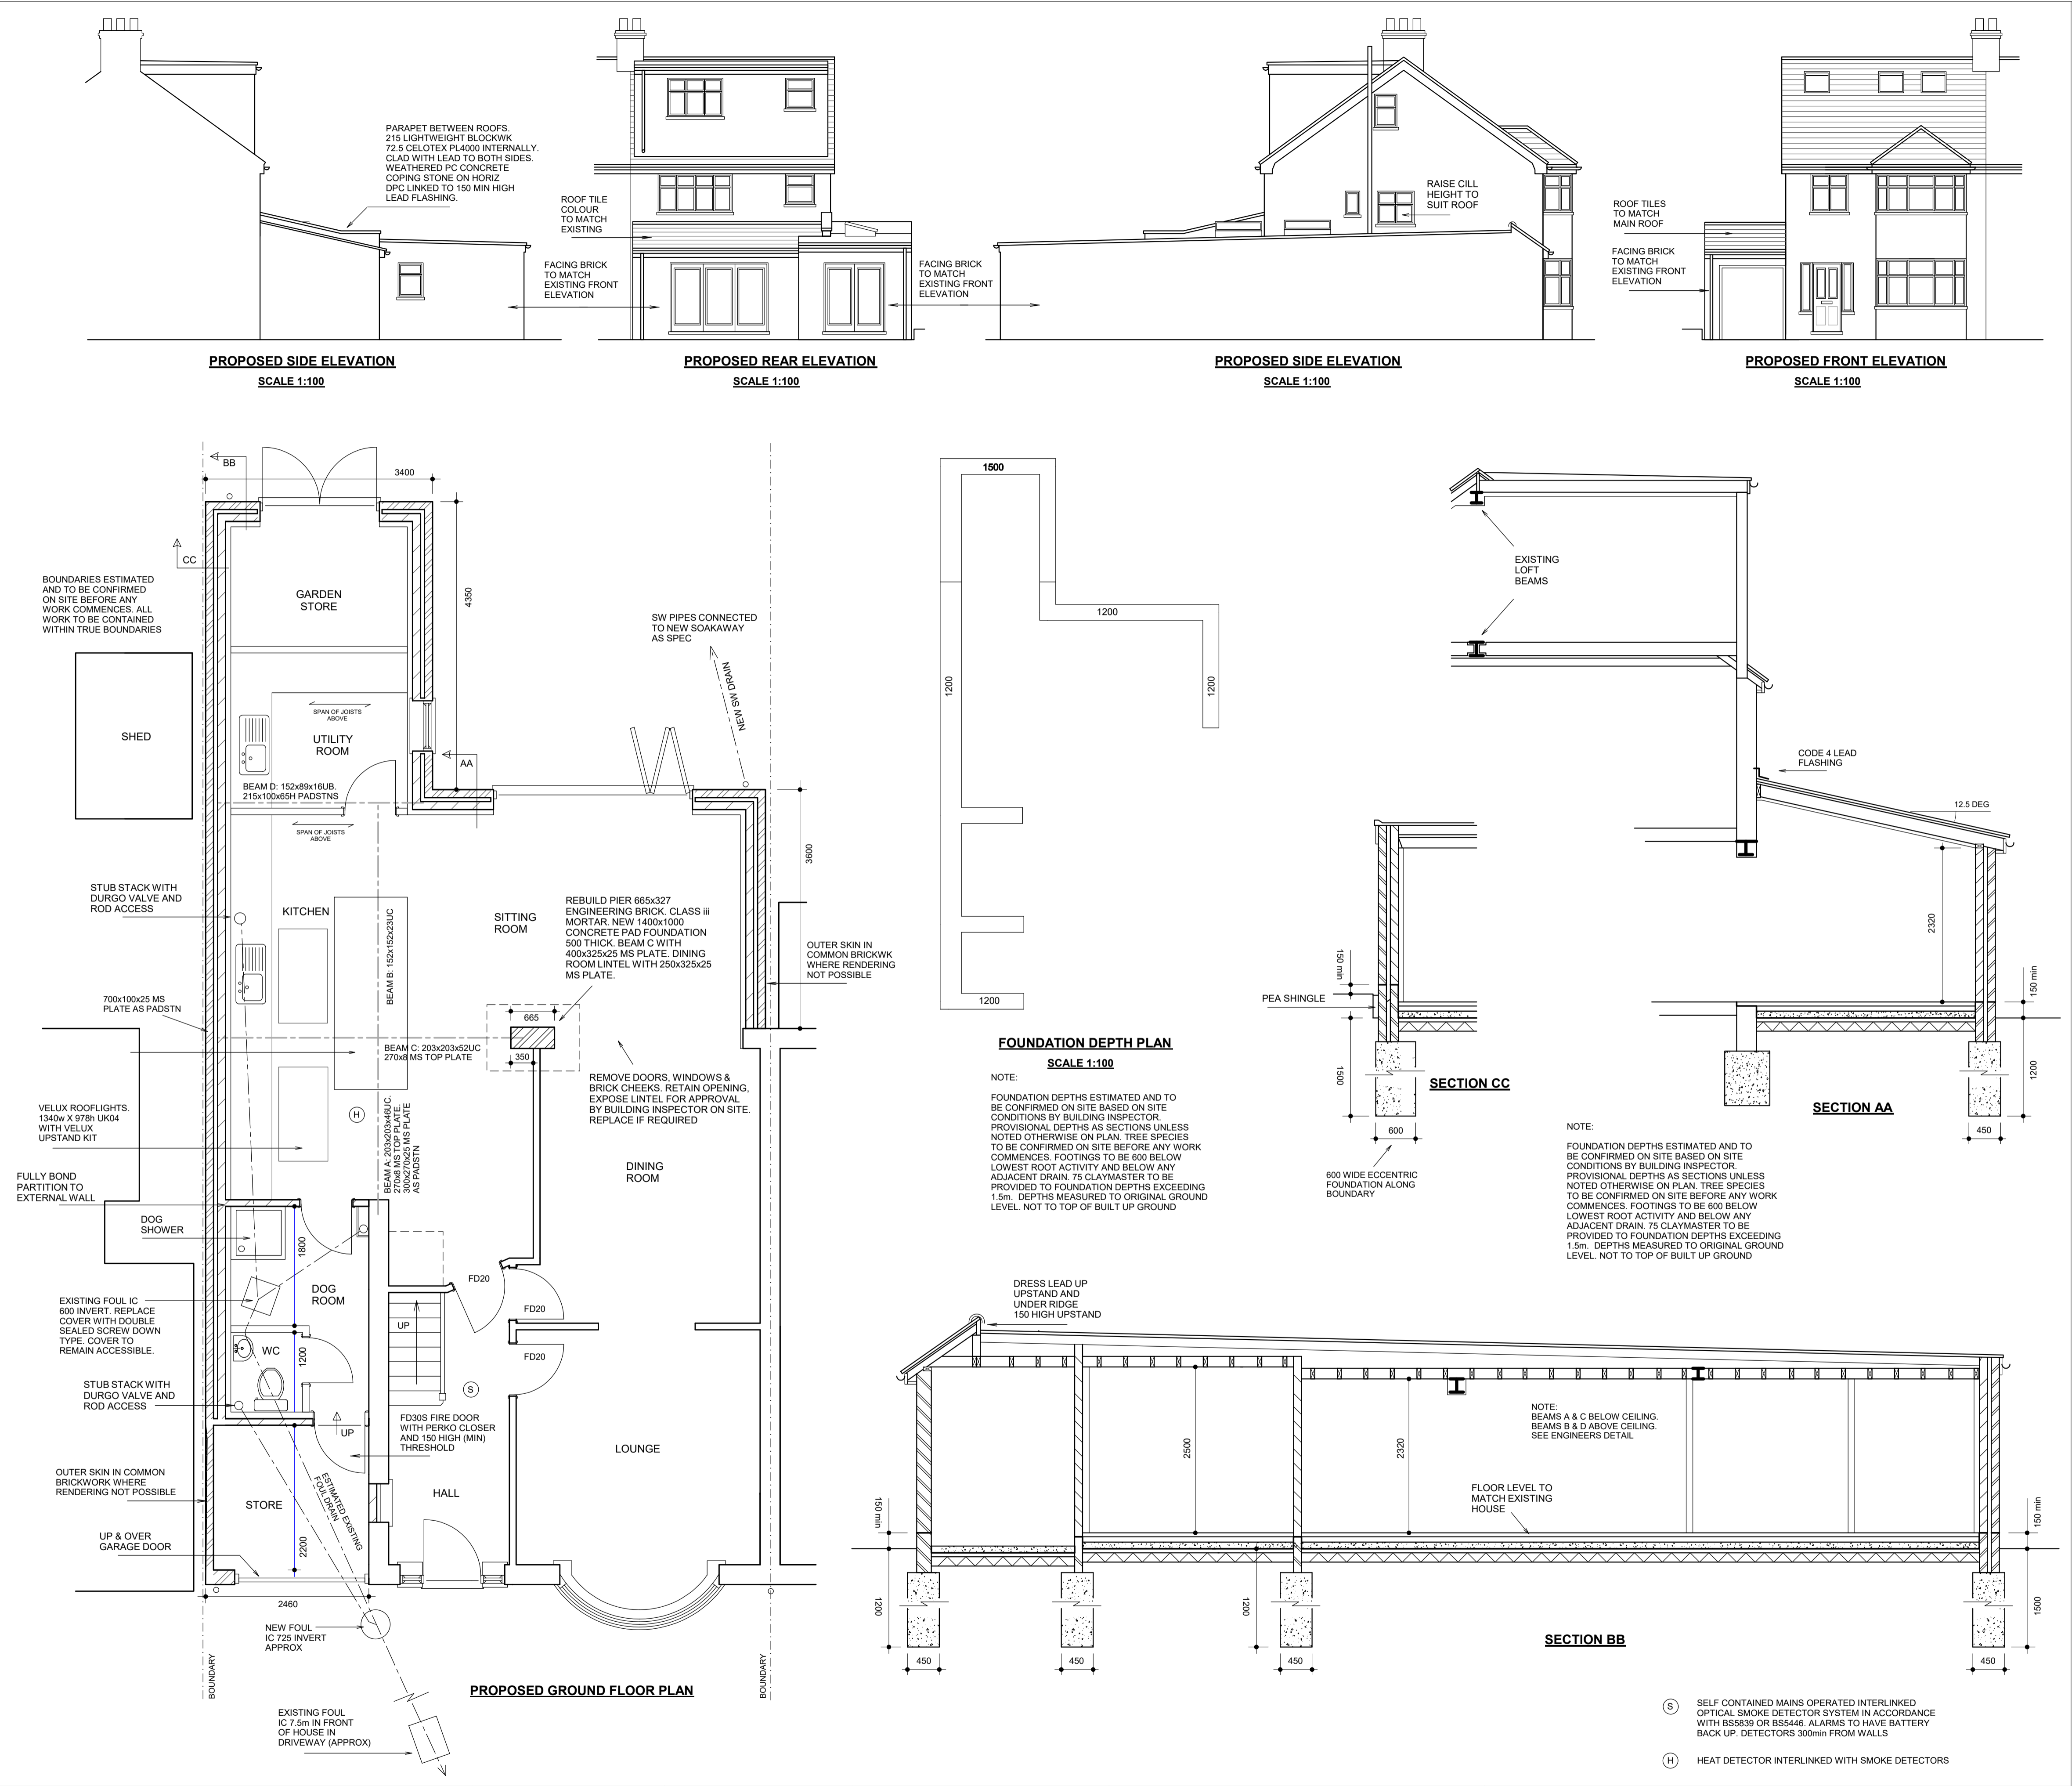 PARAPET BETWEEN ROOFS.
215 LIGHTWEIGHT BLOCKWK
72.5 CELOTEX PL4000 INTERNALLY.
CLAD WITH LEAD TO BOTH SIDES.
WEATHERED PC CONCRETE
COPING STONE ON HORIZ
DPC LINKED TO 150 MIN HIGH
LEAD FLASHING.
PROPOSED SIDE ELEVATION
SCALE 1:100
ROOF TILE
COLOUR
TO MATCH
EXISTING
FACING BRICK
TO MATCH
EXISTING FRONT
ELEVATION
PROPOSED REAR ELEVATION
SCALE 1:100
FACING BRICK
TO MATCH
EXISTING FRONT
ELEVATION
RAISE CILL
HEIGHT TO
SUIT ROOF
PROPOSED SIDE ELEVATION
SCALE 1:100
ROOF TILES
TO MATCH
MAIN ROOF
FACING BRICK
TO MATCH
EXISTING FRONT
ELEVATION
PROPOSED FRONT ELEVATION
SCALE 1:100
BB
3400
CC
BOUNDARIES ESTIMATED
AND TO BE CONFIRMED
ON SITE BEFORE ANY
WORK COMMENCES. ALL
WORK TO BE CONTAINED
WITHIN TRUE BOUNDARIES
GARDEN
STORE
4350
SHED
SPAN OF JOISTS
ABOVE
UTILITY
ROOM
AA
BEAM D: 152x89x16UB.
215x100x65H PADSTNS
SPAN OF JOISTS
ABOVE
SW PIPES CONNECTED
TO NEW SOAKAWAY
AS SPEC
NEW SW DRAIN
3600
STUB STACK WITH
DURGO VALVE AND
ROD ACCESS
KITCHEN
BEAM B: 152x152x23UC
SITTING
ROOM
REBUILD PIER 665x327
ENGINEERING BRICK. CLASS iii
MORTAR. NEW 1400x1000
CONCRETE PAD FOUNDATION
500 THICK. BEAM C WITH
400x325x25 MS PLATE. DINING
ROOM LINTEL WITH 250x325x25
MS PLATE.
OUTER SKIN IN
COMMON BRICKWK
WHERE RENDERING
NOT POSSIBLE
700x100x25 MS
PLATE AS PADSTN
665
350
BEAM C: 203x203x52UC
270x8 MS TOP PLATE
REMOVE DOORS, WINDOWS &
BRICK CHEEKS. RETAIN OPENING,
EXPOSE LINTEL FOR APPROVAL
BY BUILDING INSPECTOR ON SITE.
REPLACE IF REQUIRED
VELUX ROOFLIGHTS.
1340w X 978h UK04
WITH VELUX
UPSTAND KIT
H
BEAM A: 203x203x46UC.
270x8 MS TOP PLATE.
300x270x25 MS PLATE
AS PADSTN
FULLY BOND
PARTITION TO
EXTERNAL WALL
DINING
ROOM
DOG
SHOWER
1800
DOG
ROOM
FD20
FD20
FD20
EXISTING FOUL IC
600 INVERT. REPLACE
COVER WITH DOUBLE
SEALED SCREW DOWN
TYPE. COVER TO
REMAIN ACCESSIBLE.
UP
WC
1200
S
STUB STACK WITH
DURGO VALVE AND
ROD ACCESS
UP
FD30S FIRE DOOR
WITH PERKO CLOSER
AND 150 HIGH (MIN)
THRESHOLD
LOUNGE
OUTER SKIN IN COMMON
BRICKWORK WHERE
RENDERING NOT POSSIBLE
STORE
ESTIMATED EXISTING
FOUL DRAIN
HALL
UP & OVER
GARAGE DOOR
2200
2460
NEW FOUL
IC 725 INVERT
APPROX
BOUNDARY
BOUNDARY
PROPOSED GROUND FLOOR PLAN
EXISTING FOUL
IC 7.5m IN FRONT
OF HOUSE IN
DRIVEWAY (APPROX)
1500
1200
1200
1200
1200
FOUNDATION DEPTH PLAN
SCALE 1:100
NOTE:
FOUNDATION DEPTHS ESTIMATED AND TO
BE CONFIRMED ON SITE BASED ON SITE
CONDITIONS BY BUILDING INSPECTOR.
PROVISIONAL DEPTHS AS SECTIONS UNLESS
NOTED OTHERWISE ON PLAN. TREE SPECIES
TO BE CONFIRMED ON SITE BEFORE ANY WORK
COMMENCES. FOOTINGS TO BE 600 BELOW
LOWEST ROOT ACTIVITY AND BELOW ANY
ADJACENT DRAIN. 75 CLAYMASTER TO BE
PROVIDED TO FOUNDATION DEPTHS EXCEEDING
1.5m. DEPTHS MEASURED TO ORIGINAL GROUND
LEVEL. NOT TO TOP OF BUILT UP GROUND
EXISTING
LOFT
BEAMS
CODE 4 LEAD
FLASHING
12.5 DEG
2320
150 min
PEA SHINGLE
1500
600
SECTION CC
600 WIDE ECCENTRIC
FOUNDATION ALONG
BOUNDARY
150 min
1200
450
SECTION AA
NOTE:
FOUNDATION DEPTHS ESTIMATED AND TO
BE CONFIRMED ON SITE BASED ON SITE
CONDITIONS BY BUILDING INSPECTOR.
PROVISIONAL DEPTHS AS SECTIONS UNLESS
NOTED OTHERWISE ON PLAN. TREE SPECIES
TO BE CONFIRMED ON SITE BEFORE ANY WORK
COMMENCES. FOOTINGS TO BE 600 BELOW
LOWEST ROOT ACTIVITY AND BELOW ANY
ADJACENT DRAIN. 75 CLAYMASTER TO BE
PROVIDED TO FOUNDATION DEPTHS EXCEEDING
1.5m. DEPTHS MEASURED TO ORIGINAL GROUND
LEVEL. NOT TO TOP OF BUILT UP GROUND
DRESS LEAD UP
UPSTAND AND
UNDER RIDGE
150 HIGH UPSTAND
2500
2320
NOTE:
BEAMS A & C BELOW CEILING.
BEAMS B & D ABOVE CEILING.
SEE ENGINEERS DETAIL
FLOOR LEVEL TO
MATCH EXISTING
HOUSE
150 min
150 min
1200
1200
1500
450
450
450
450
SECTION BB
S
SELF CONTAINED MAINS OPERATED INTERLINKED
OPTICAL SMOKE DETECTOR SYSTEM IN ACCORDANCE
WITH BS5839 OR BS5446. ALARMS TO HAVE BATTERY
BACK UP. DETECTORS 300min FROM WALLS
H
HEAT DETECTOR INTERLINKED WITH SMOKE DETECTORS